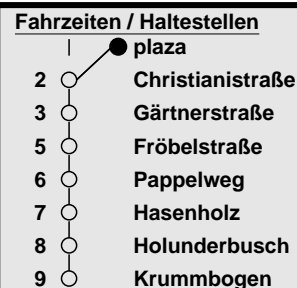 Fahrzeiten / Haltestellen
plaza
2 Christianistraße
3 Gärtnerstraße
5 Fröbelstraße
6 Pappelweg
7 Hasenholz
8 Holunderbusch
9 Krummbogen